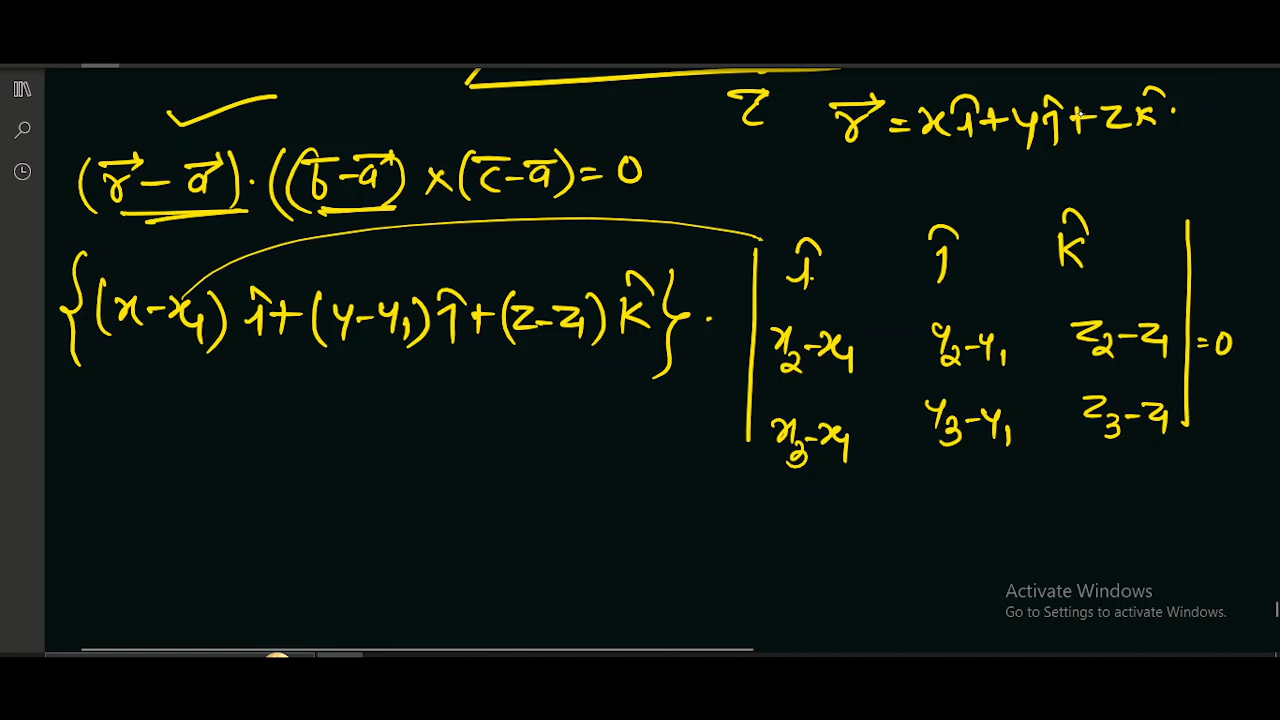 τ r⃗ = xî + yĵ + zk̂.
(r⃗ - a⃗)·((b̅ - a⃗) × (c̅ - a̅) = 0
{(x - x₁) î + (y - y₁) ĵ + (z - z₁) k̂} ·
| î ĵ k̂ |
| x₂ - x₁ y₂ - y₁ z₂ - z₁ | = 0
| x₃ - x₁ y₃ - y₁ z₃ - z₁ |
Activate Windows
Go to Settings to activate Windows.